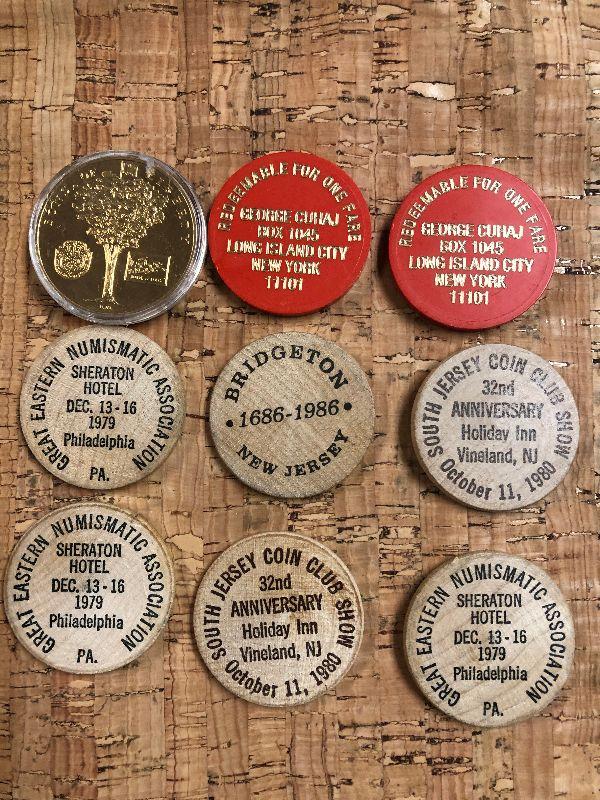 REDEEMABLE FOR ONE FARE
GEORGE CUHAJ
BOX 1045
LONG ISLAND CITY
NEW YORK
11101
REDEEMABLE FOR ONE FARE
GEORGE CUHAJ
BOX 1045
LONG ISLAND CITY
NEW YORK
11101
GREAT EASTERN NUMISMATIC ASSOCIATION
SHERATON
HOTEL
DEC. 13-16
1979
Philadelphia
PA.
BRIDGETON
• 1686-1986 •
NEW JERSEY
SOUTH JERSEY COIN CLUB SHOW
32nd
ANNIVERSARY
Holiday Inn
Vineland, NJ
October 11, 1980
GREAT EASTERN NUMISMATIC ASSOCIATION
SHERATON
HOTEL
DEC. 13-16
1979
Philadelphia
PA.
SOUTH JERSEY COIN CLUB SHOW
32nd
ANNIVERSARY
Holiday Inn
Vineland, NJ
October 11, 1980
GREAT EASTERN NUMISMATIC ASSOCIATION
SHERATON
HOTEL
DEC. 13-16
1979
Philadelphia
PA.